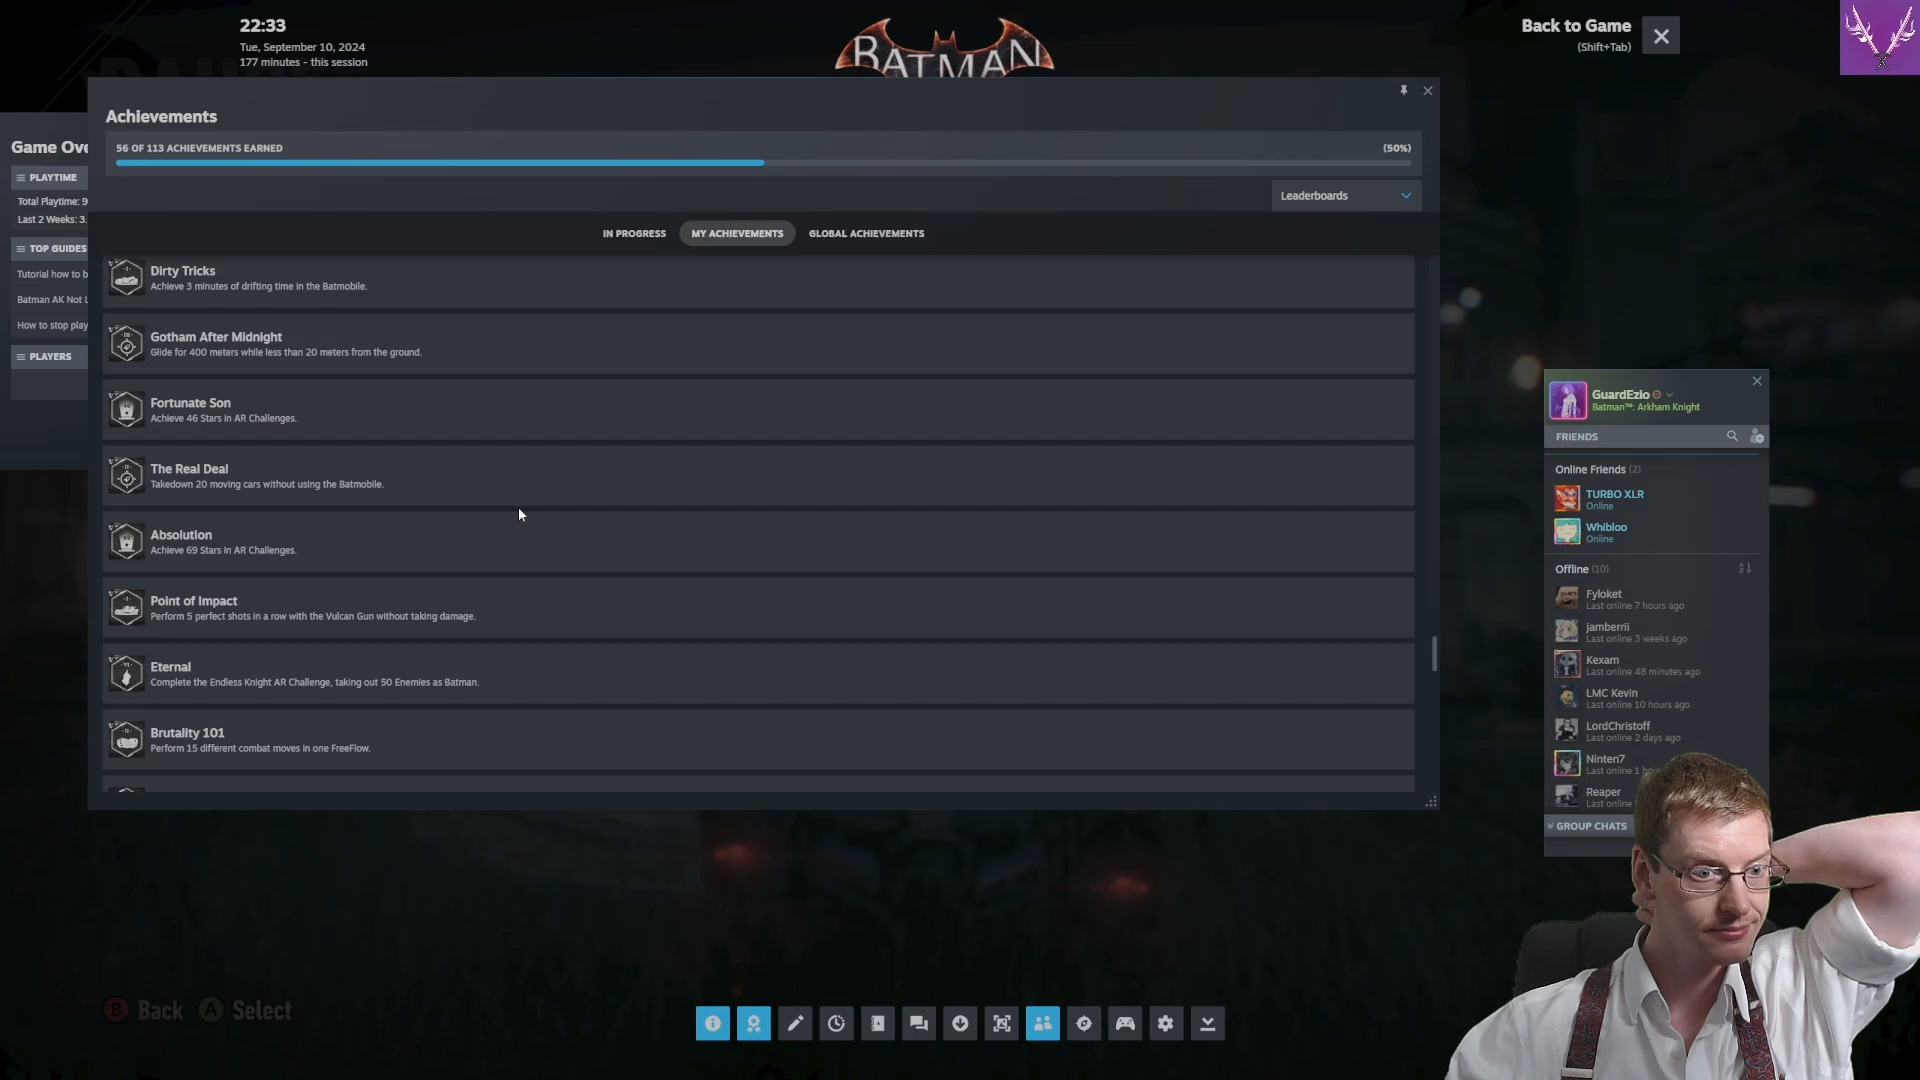 22:33
Tue, September 10, 2024
177 minutes - this session
BATMAN
Back to Game
(Shift+Tab)
Achievements
56 OF 113 ACHIEVEMENTS EARNED
(50%)
Leaderboards
IN PROGRESS
MY ACHIEVEMENTS
GLOBAL ACHIEVEMENTS
Game Ove
PLAYTIME
Total Playtime: 9
Last 2 Weeks: 3.
TOP GUIDES
Tutorial how to b
Batman AK Not L
How to stop play
PLAYERS
Dirty Tricks
Achieve 3 minutes of drifting time in the Batmobile.
Gotham After Midnight
Glide for 400 meters while less than 20 meters from the ground.
Fortunate Son
Achieve 46 Stars in AR Challenges.
The Real Deal
Takedown 20 moving cars without using the Batmobile.
Absolution
Achieve 69 Stars in AR Challenges.
Point of Impact
Perform 5 perfect shots in a row with the Vulcan Gun without taking damage.
Eternal
Complete the Endless Knight AR Challenge, taking out 50 Enemies as Batman.
Brutality 101
Perform 15 different combat moves in one FreeFlow.
GuardEzio
Batman™: Arkham Knight
FRIENDS
Online Friends (2)
TURBO XLR
Online
Whibloo
Online
Offline (10)
Fyloket
Last online 7 hours ago
jamberrii
Last online 3 weeks ago
Kexam
Last online 48 minutes ago
LMC Kevin
Last online 10 hours ago
LordChristoff
Last online 2 days ago
Ninten7
Last online 1 hou
Reaper
Last online
GROUP CHATS
B Back A Select